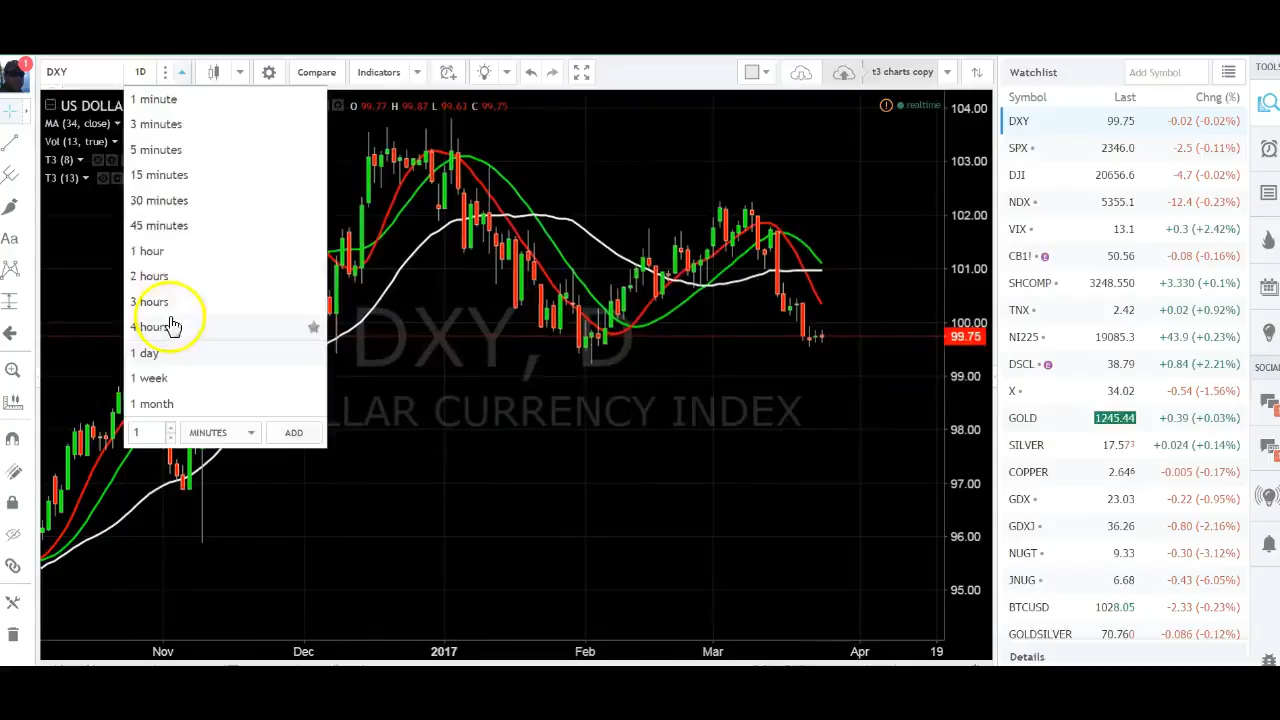 1
DXY
1D
Compare
Indicators
t3 charts copy
1 minute
3 minutes
5 minutes
15 minutes
30 minutes
45 minutes
1 hour
2 hours
3 hours
4 hours
1 day
1 week
1 month
1
MINUTES
ADD
US DOLLA
MA (34, close)
Vol (13, true)
T3 (8)
T3 (13)
O 99.77 H 99.87 L 99.63 C 99.75
realtime
DXY, D
LLAR CURRENCY INDEX
104.00
103.00
102.00
101.00
100.00
99.75
99.00
98.00
97.00
96.00
95.00
Nov
Dec
2017
Feb
Mar
Apr
19
Aa
Watchlist
Add Symbol
Symbol Last Chng (%)
DXY 99.75 -0.02 (-0.02%)
SPX 2346.0 -2.5 (-0.11%)
DJI 20656.6 -4.7 (-0.02%)
NDX 5355.1 -12.4 (-0.23%)
VIX 13.1 +0.3 (+2.42%)
CB1! 50.56 -0.08 (-0.16%)
SHCOMP 3248.550 +3.330 (+0.1%)
TNX 2.42 +0.02 (+0.92%)
NI225 19085.3 +43.9 (+0.23%)
DSCL 38.79 +0.84 (+2.21%)
X 34.02 -0.54 (-1.56%)
GOLD 1245.44 +0.39 (+0.03%)
SILVER 17.573 +0.024 (+0.14%)
COPPER 2.646 -0.005 (-0.17%)
GDX 23.03 -0.22 (-0.95%)
GDXJ 36.26 -0.80 (-2.16%)
NUGT 9.33 -0.30 (-3.12%)
JNUG 6.68 -0.43 (-6.05%)
BTCUSD 1028.05 -2.33 (-0.23%)
GOLDSILVER 70.760 -0.086 (-0.12%)
Details
TOOLS
SOCIAL